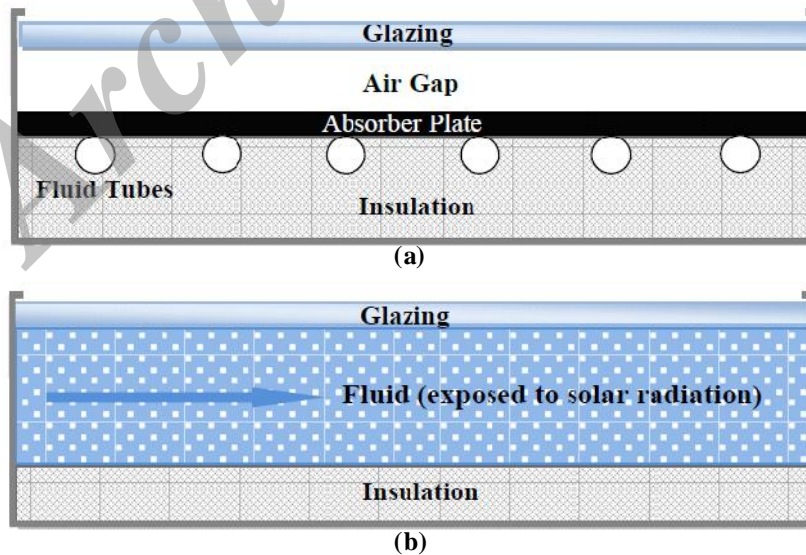 Glazing
Air Gap
Absorber Plate
Fluid Tubes
Insulation
(a)
Glazing
Fluid (exposed to solar radiation)
Insulation
(b)